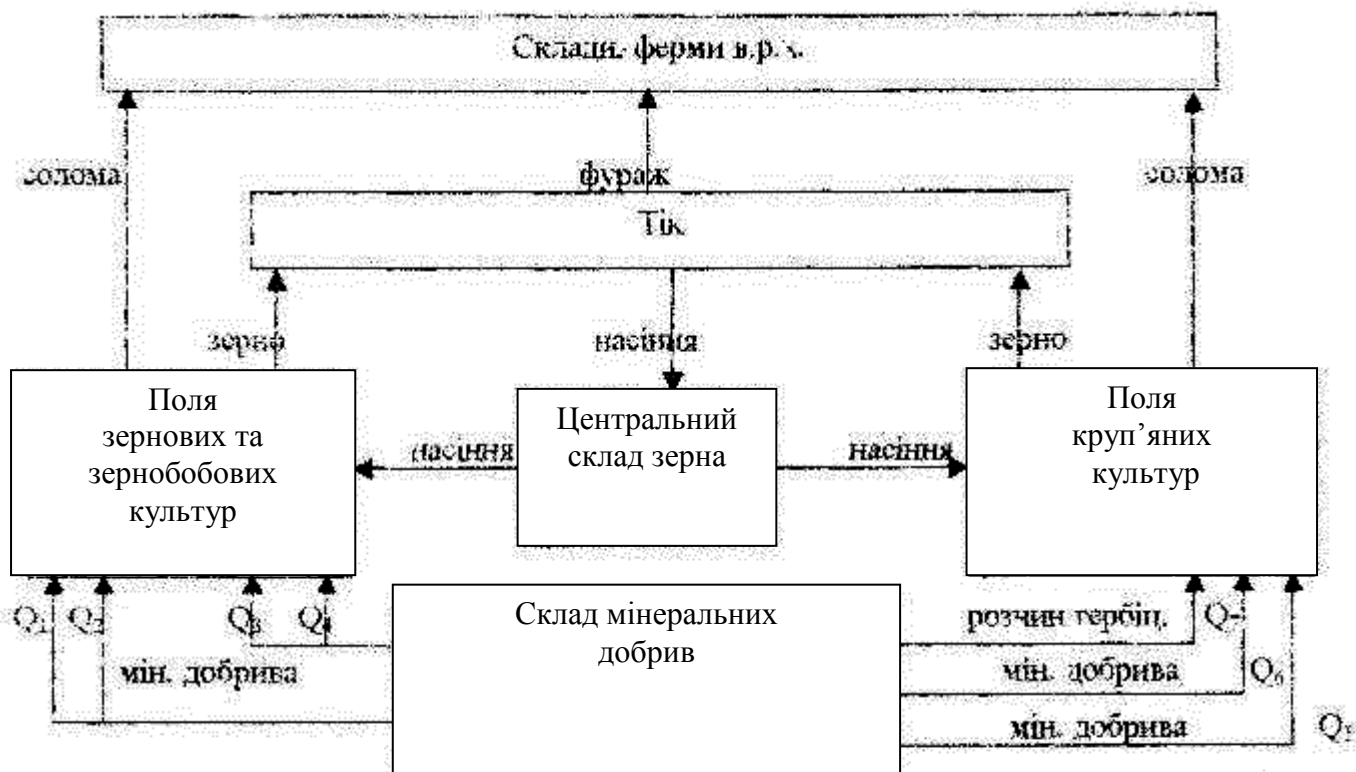 Склади, ферми в.р.х.
солома
фураж
солома
Тік
зерно
насіння
зерно
Поля
зернових та
зернобобових
культур
насіння
Центральний
склад зерна
насіння
Поля
круп’яних
культур
Q₁ Q₂ Q₃ Q₄
мін. добрива
Склад мінеральних
добрив
розчин гербіц. Q₇
мін. добрива Q₆
мін. добрива